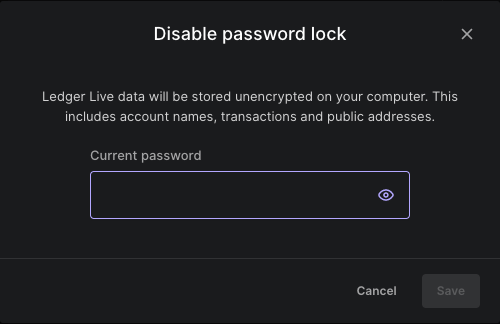 Disable password lock
Ledger Live data will be stored unencrypted on your computer. This
includes account names, transactions and public addresses.
Current password
Cancel
Save